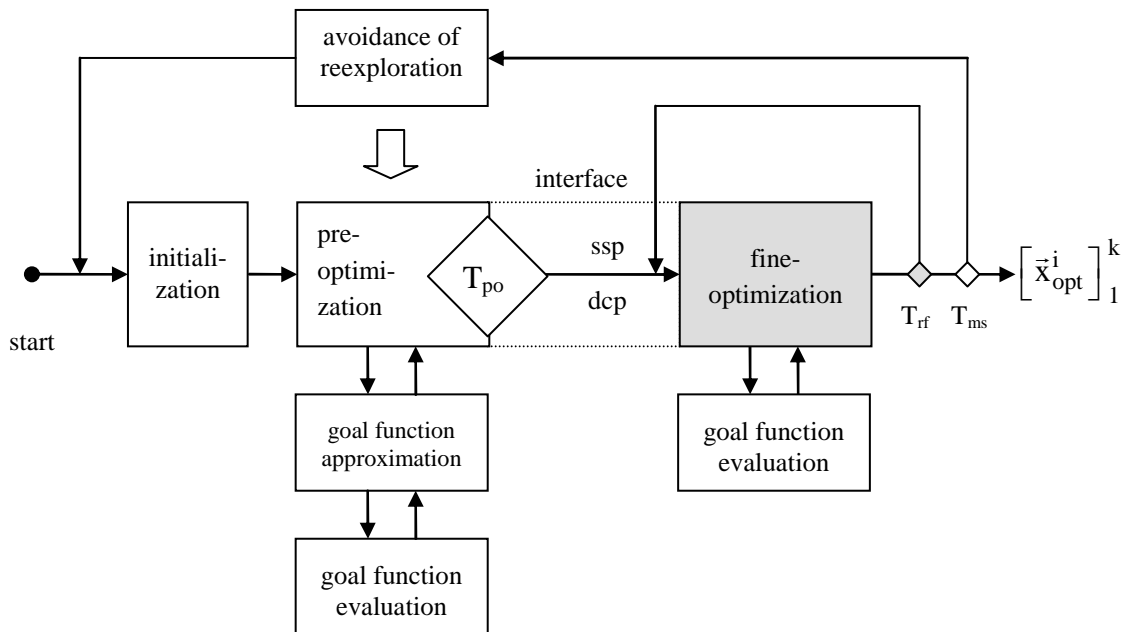 avoidance of
reexploration
interface
initiali-
zation
pre-
optimi-
zation
T_po
ssp
dcp
fine-
optimization
[x⃗^i_opt]^k_1
T_rf
T_ms
start
goal function
approximation
goal function
evaluation
goal function
evaluation